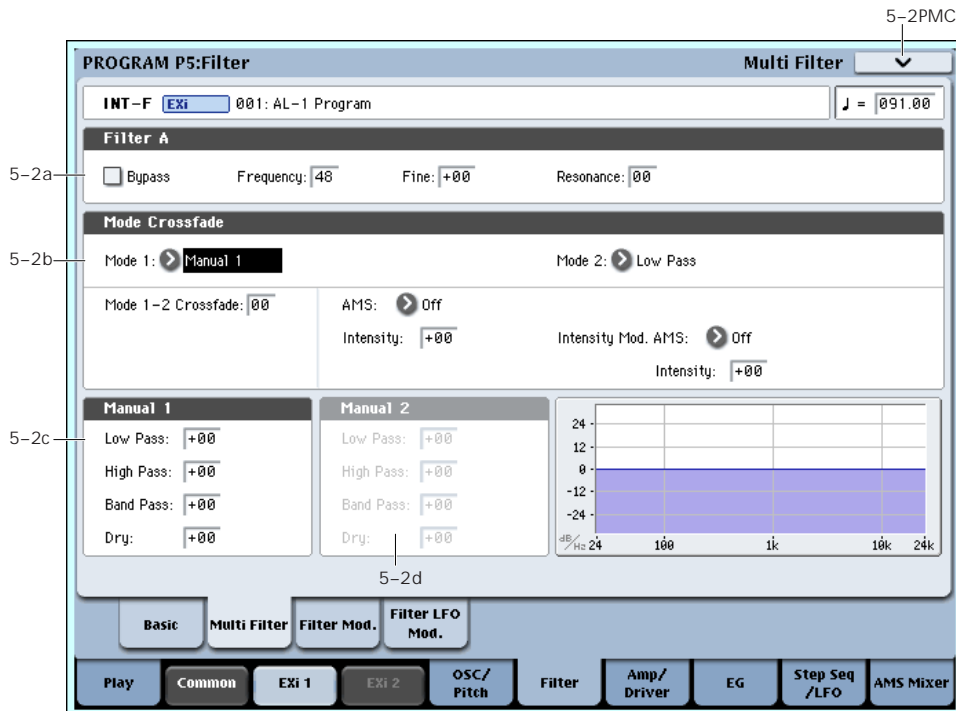 5-2PMC
PROGRAM P5:Filter
Multi Filter
INT-F EXi 001: AL-1 Program
♩ = 091.00
Filter A
5-2a
Bypass Frequency: 48 Fine: +00 Resonance: 00
Mode Crossfade
5-2b
Mode 1: Manual 1 Mode 2: Low Pass
Mode 1-2 Crossfade: 00 AMS: Off
Intensity: +00 Intensity Mod. AMS: Off
Intensity: +00
Manual 1
5-2c
Low Pass: +00
High Pass: +00
Band Pass: +00
Dry: +00
Manual 2
Low Pass: +00
High Pass: +00
Band Pass: +00
Dry: +00
5-2d
24
12
0
-12
-24
dB/Hz 24 100 1k 10k 24k
Basic Multi Filter Filter Mod. Filter LFO Mod.
Play Common EXi 1 EXi 2 OSC/Pitch Filter Amp/Driver EG Step Seq/LFO AMS Mixer